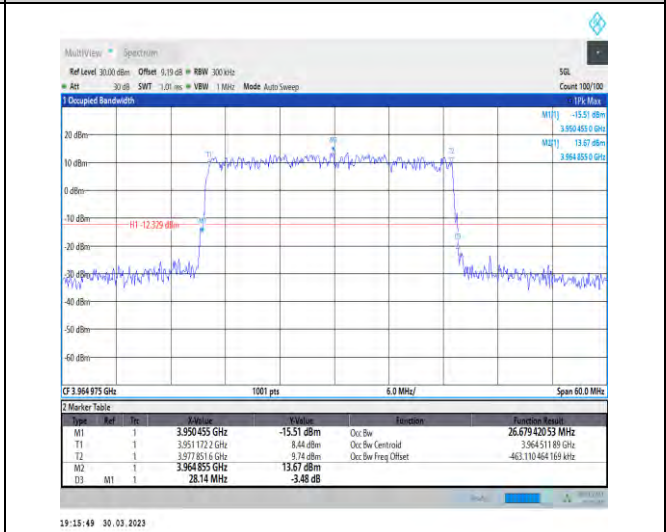 MultiView Spectrum
Ref Level 30.00 dBm Offset 9.19 dB RBW 300 kHz SGL
Att 30 dB SWT 1.01 ms VBW 1 MHz Mode Auto Sweep Count 100/100
1 Occupied Bandwidth 1Pk Max
M1[1] -15.51 dBm
3.950 455 0 GHz
M2[1] 13.67 dBm
3.964 855 0 GHz
20 dBm
10 dBm
0 dBm
-10 dBm
H1 -12.329 dBm
-20 dBm
-30 dBm
-40 dBm
-50 dBm
-60 dBm
T1
T2
CF 3.964 975 GHz 1001 pts 6.0 MHz/ Span 60.0 MHz
2 Marker Table
Type Ref Trc X-Value Y-Value Function Function Result
M1 1 3.950 455 GHz -15.51 dBm Occ Bw 26.679 420 53 MHz
T1 1 3.951 172 2 GHz 8.44 dBm Occ Bw Centroid 3.964 511 89 GHz
T2 1 3.977 851 6 GHz 9.74 dBm Occ Bw Freq Offset -463.110 464 169 kHz
M2 1 3.964 855 GHz 13.67 dBm
D3 M1 1 28.14 MHz -3.48 dB
19:15:49 30.03.2023